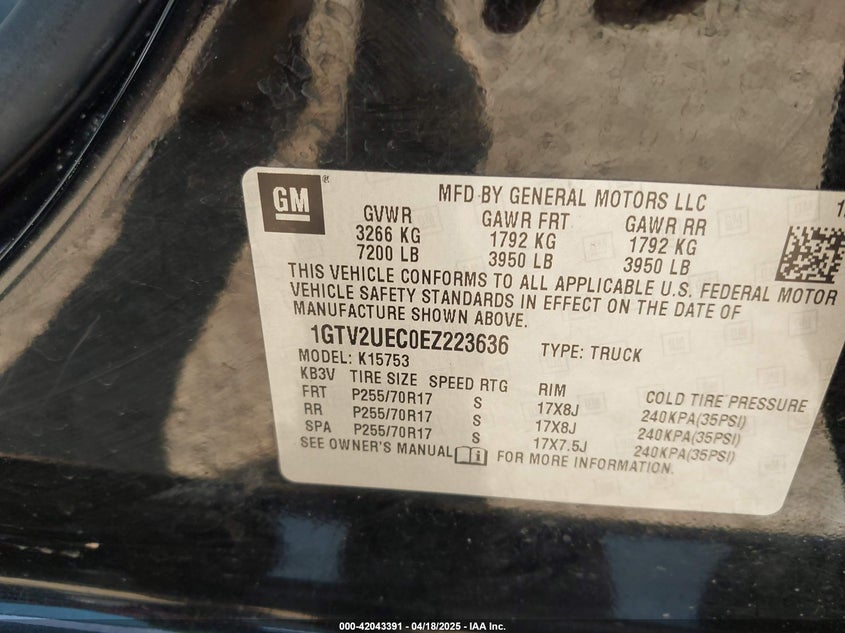 GM
MFD BY GENERAL MOTORS LLC
GVWR GAWR FRT GAWR RR
3266 KG 1792 KG 1792 KG
7200 LB 3950 LB 3950 LB
THIS VEHICLE CONFORMS TO ALL APPLICABLE U.S. FEDERAL MOTOR
VEHICLE SAFETY STANDARDS IN EFFECT ON THE DATE OF
MANUFACTURE SHOWN ABOVE.
1GTV2UEC0EZ223636 TYPE: TRUCK
MODEL: K15753
KB3V TIRE SIZE SPEED RTG RIM COLD TIRE PRESSURE
FRT P255/70R17 S 17X8J 240KPA(35PSI)
RR P255/70R17 S 17X8J 240KPA(35PSI)
SPA P255/70R17 S 17X7.5J 240KPA(35PSI)
SEE OWNER'S MANUAL FOR MORE INFORMATION.
000-42043391 - 04/18/2025 - IAA Inc.